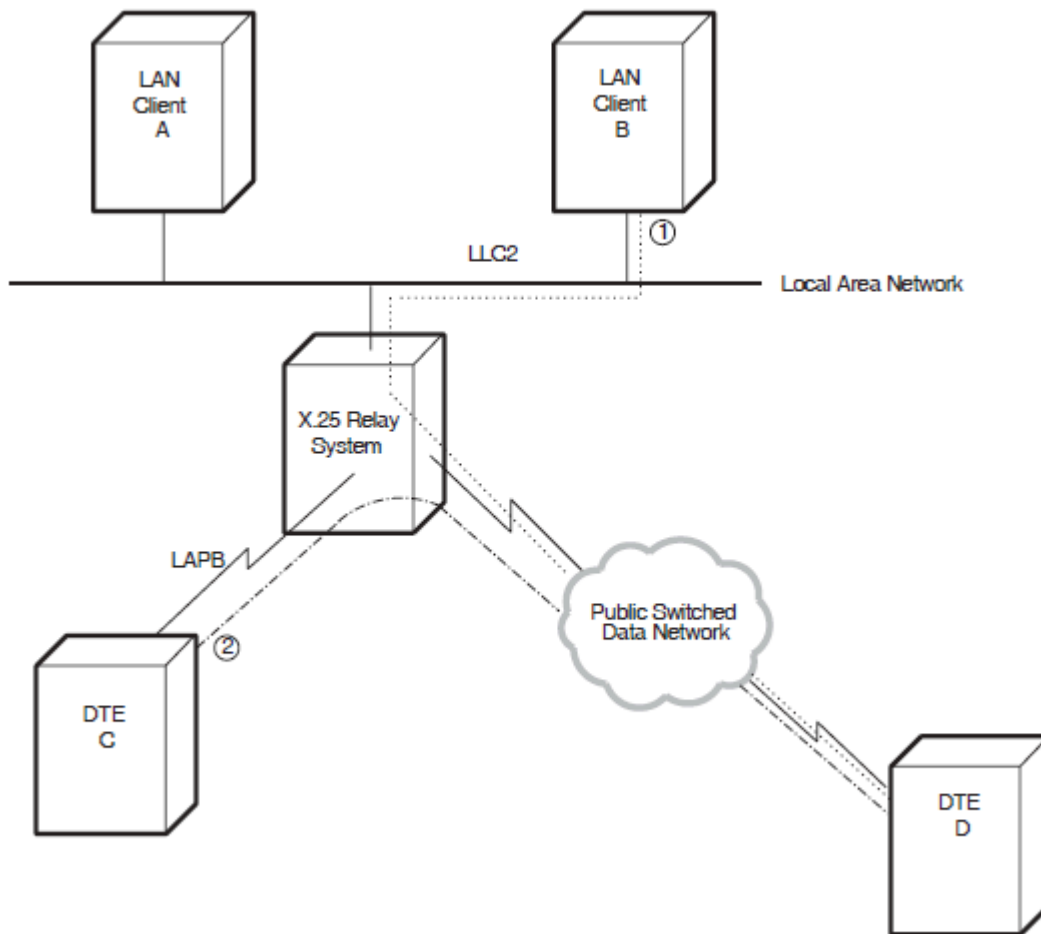 LAN
Client
A
LAN
Client
B
①
LLC2
Local Area Network
X.25 Relay
System
LAPB
Public Switched
Data Network
②
DTE
C
DTE
D